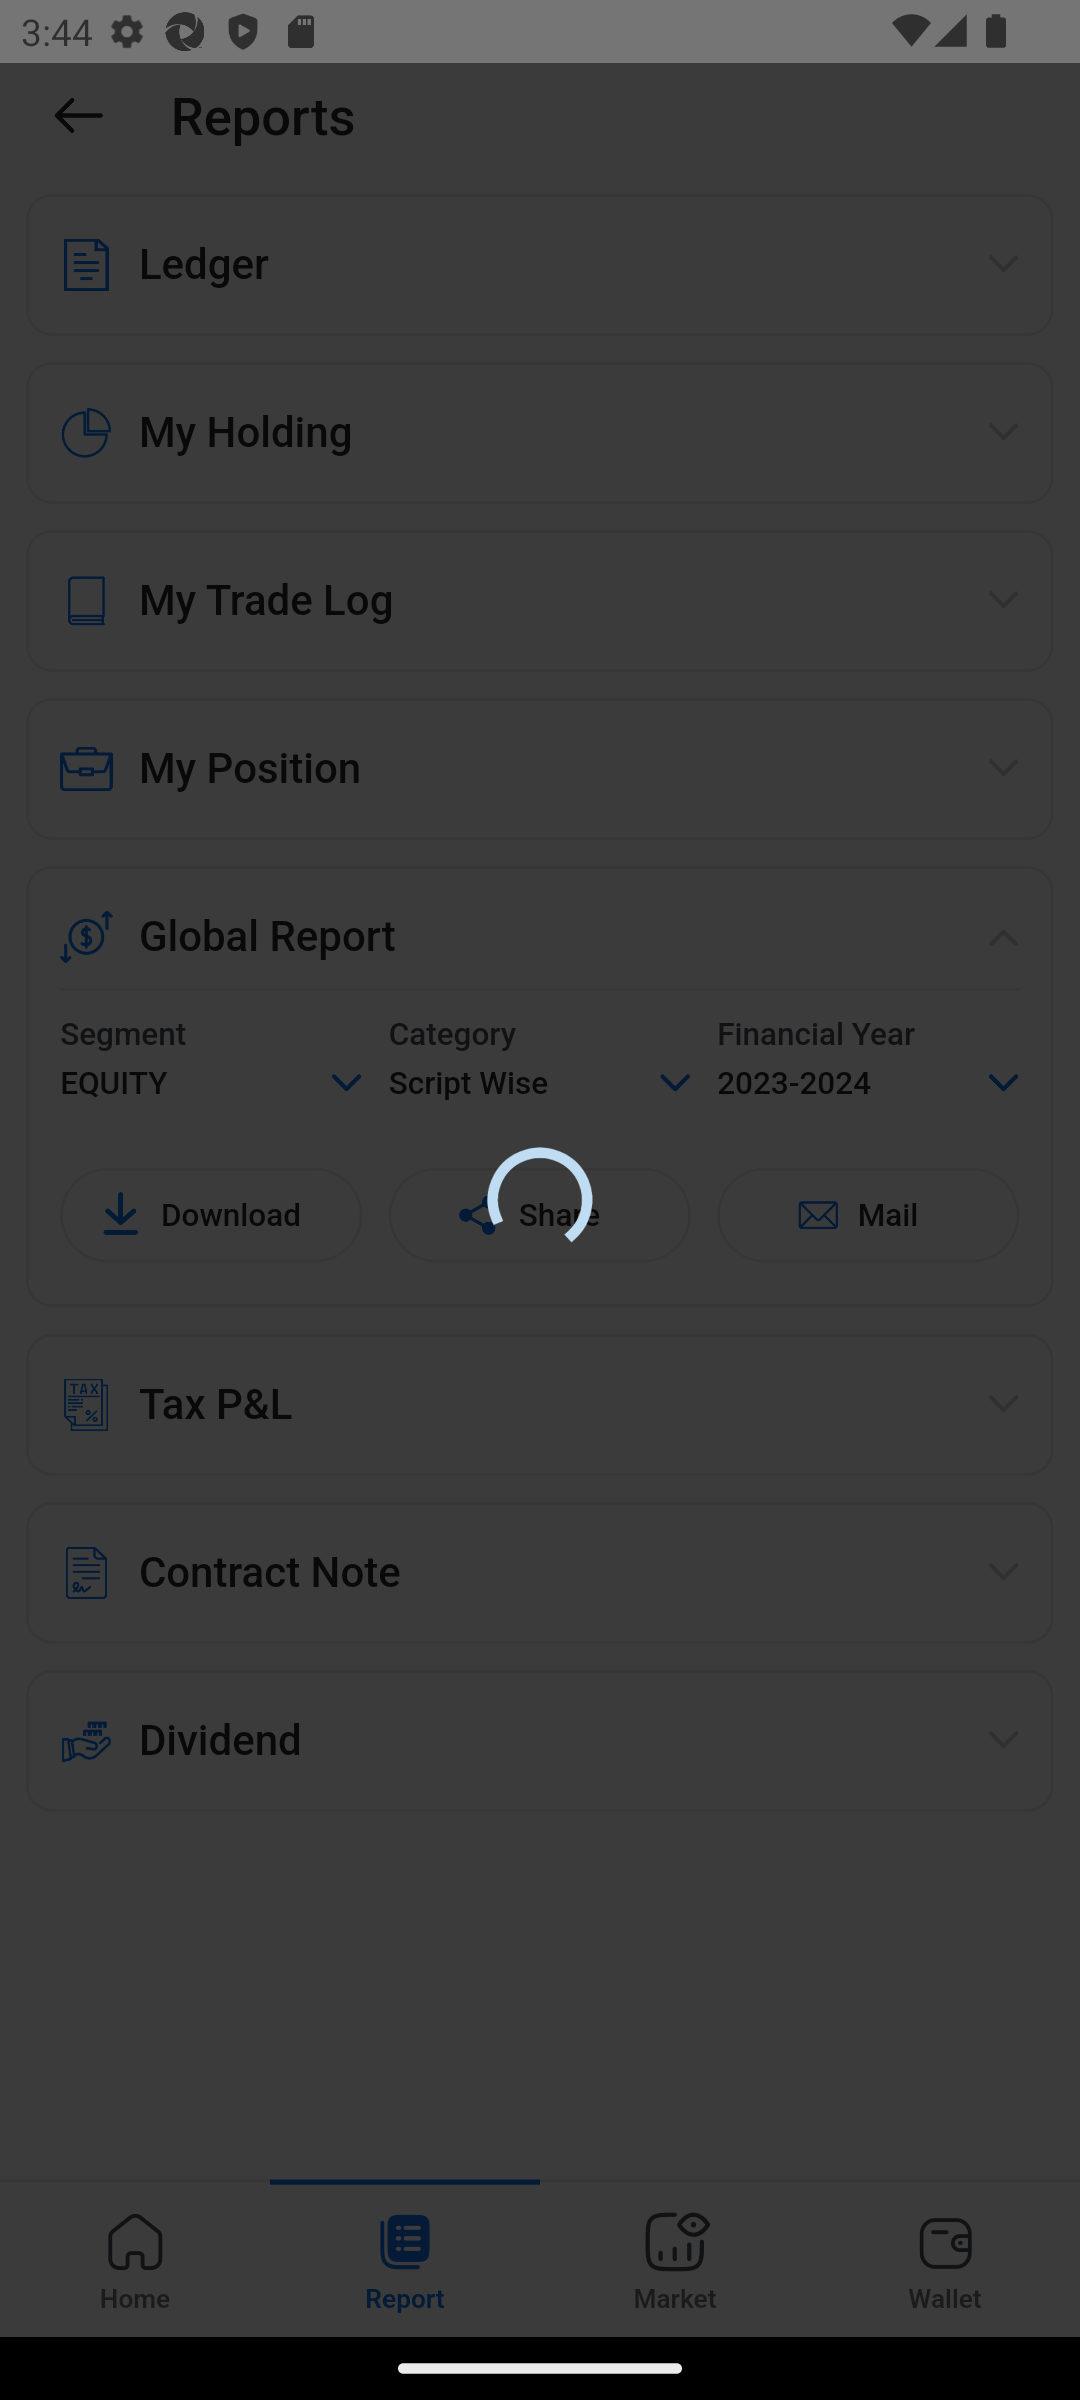 3:44
Reports
Ledger
My Holding
My Trade Log
My Position
Global Report
Segment Category Financial Year
EQUITY Script Wise 2023-2024
Download Share Mail
TAX
Tax P&L
Contract Note
Dividend
Home Report Market Wallet